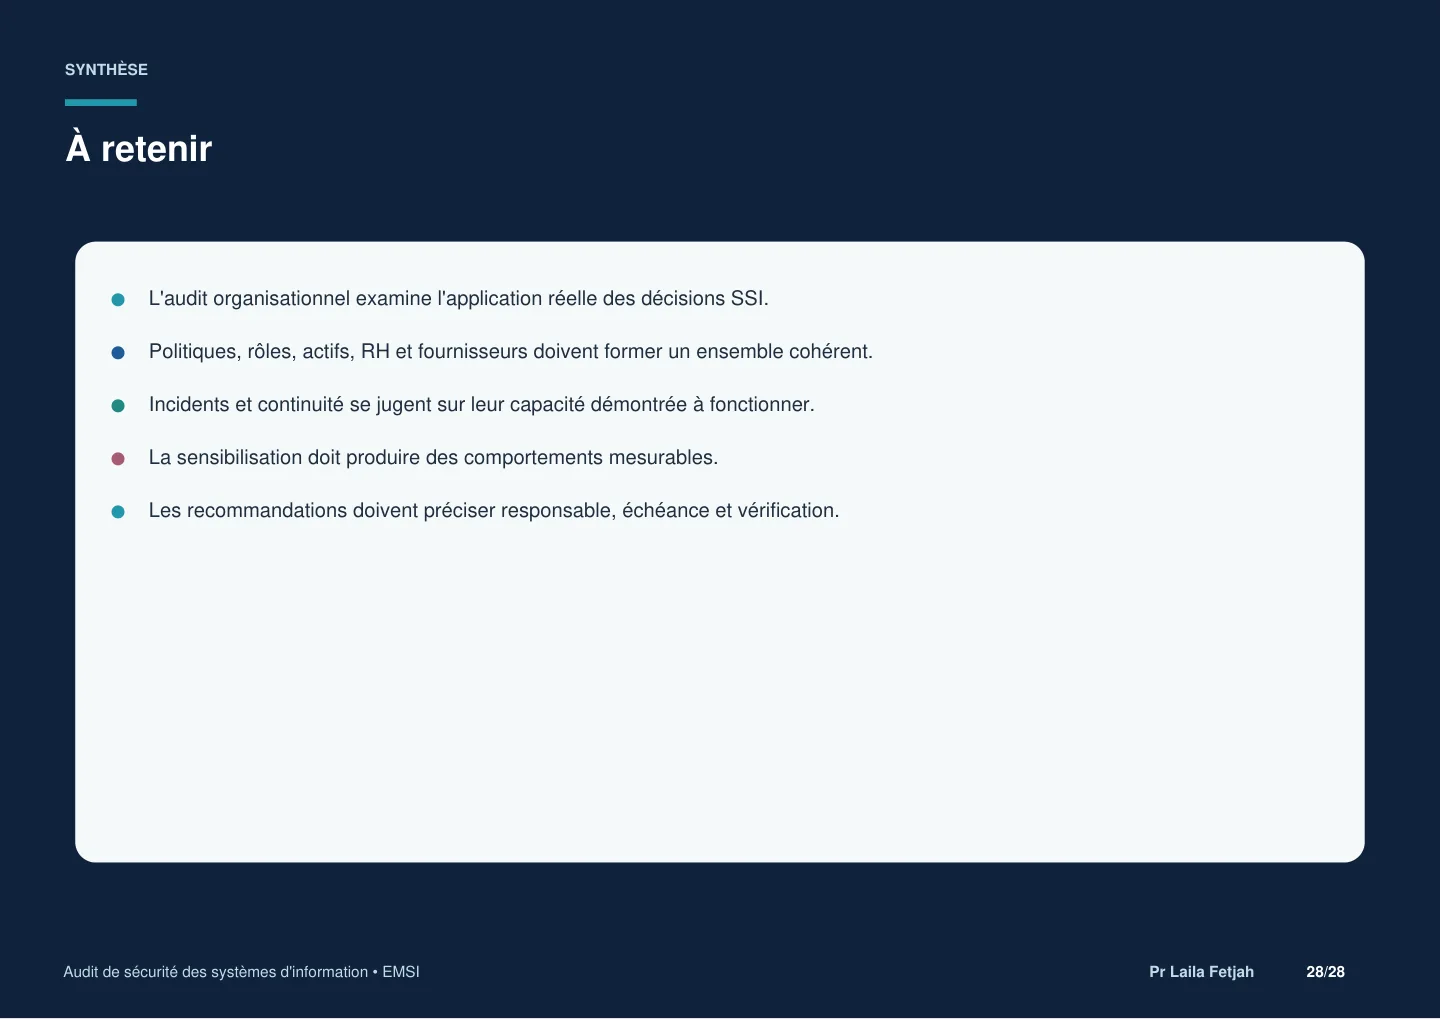 SYNTHÈSE
À retenir
L'audit organisationnel examine l'application réelle des décisions SSI.
Politiques, rôles, actifs, RH et fournisseurs doivent former un ensemble cohérent.
Incidents et continuité se jugent sur leur capacité démontrée à fonctionner.
La sensibilisation doit produire des comportements mesurables.
Les recommandations doivent préciser responsable, échéance et vérification.
Audit de sécurité des systèmes d'information • EMSI
Pr Laila Fetjah
28/28